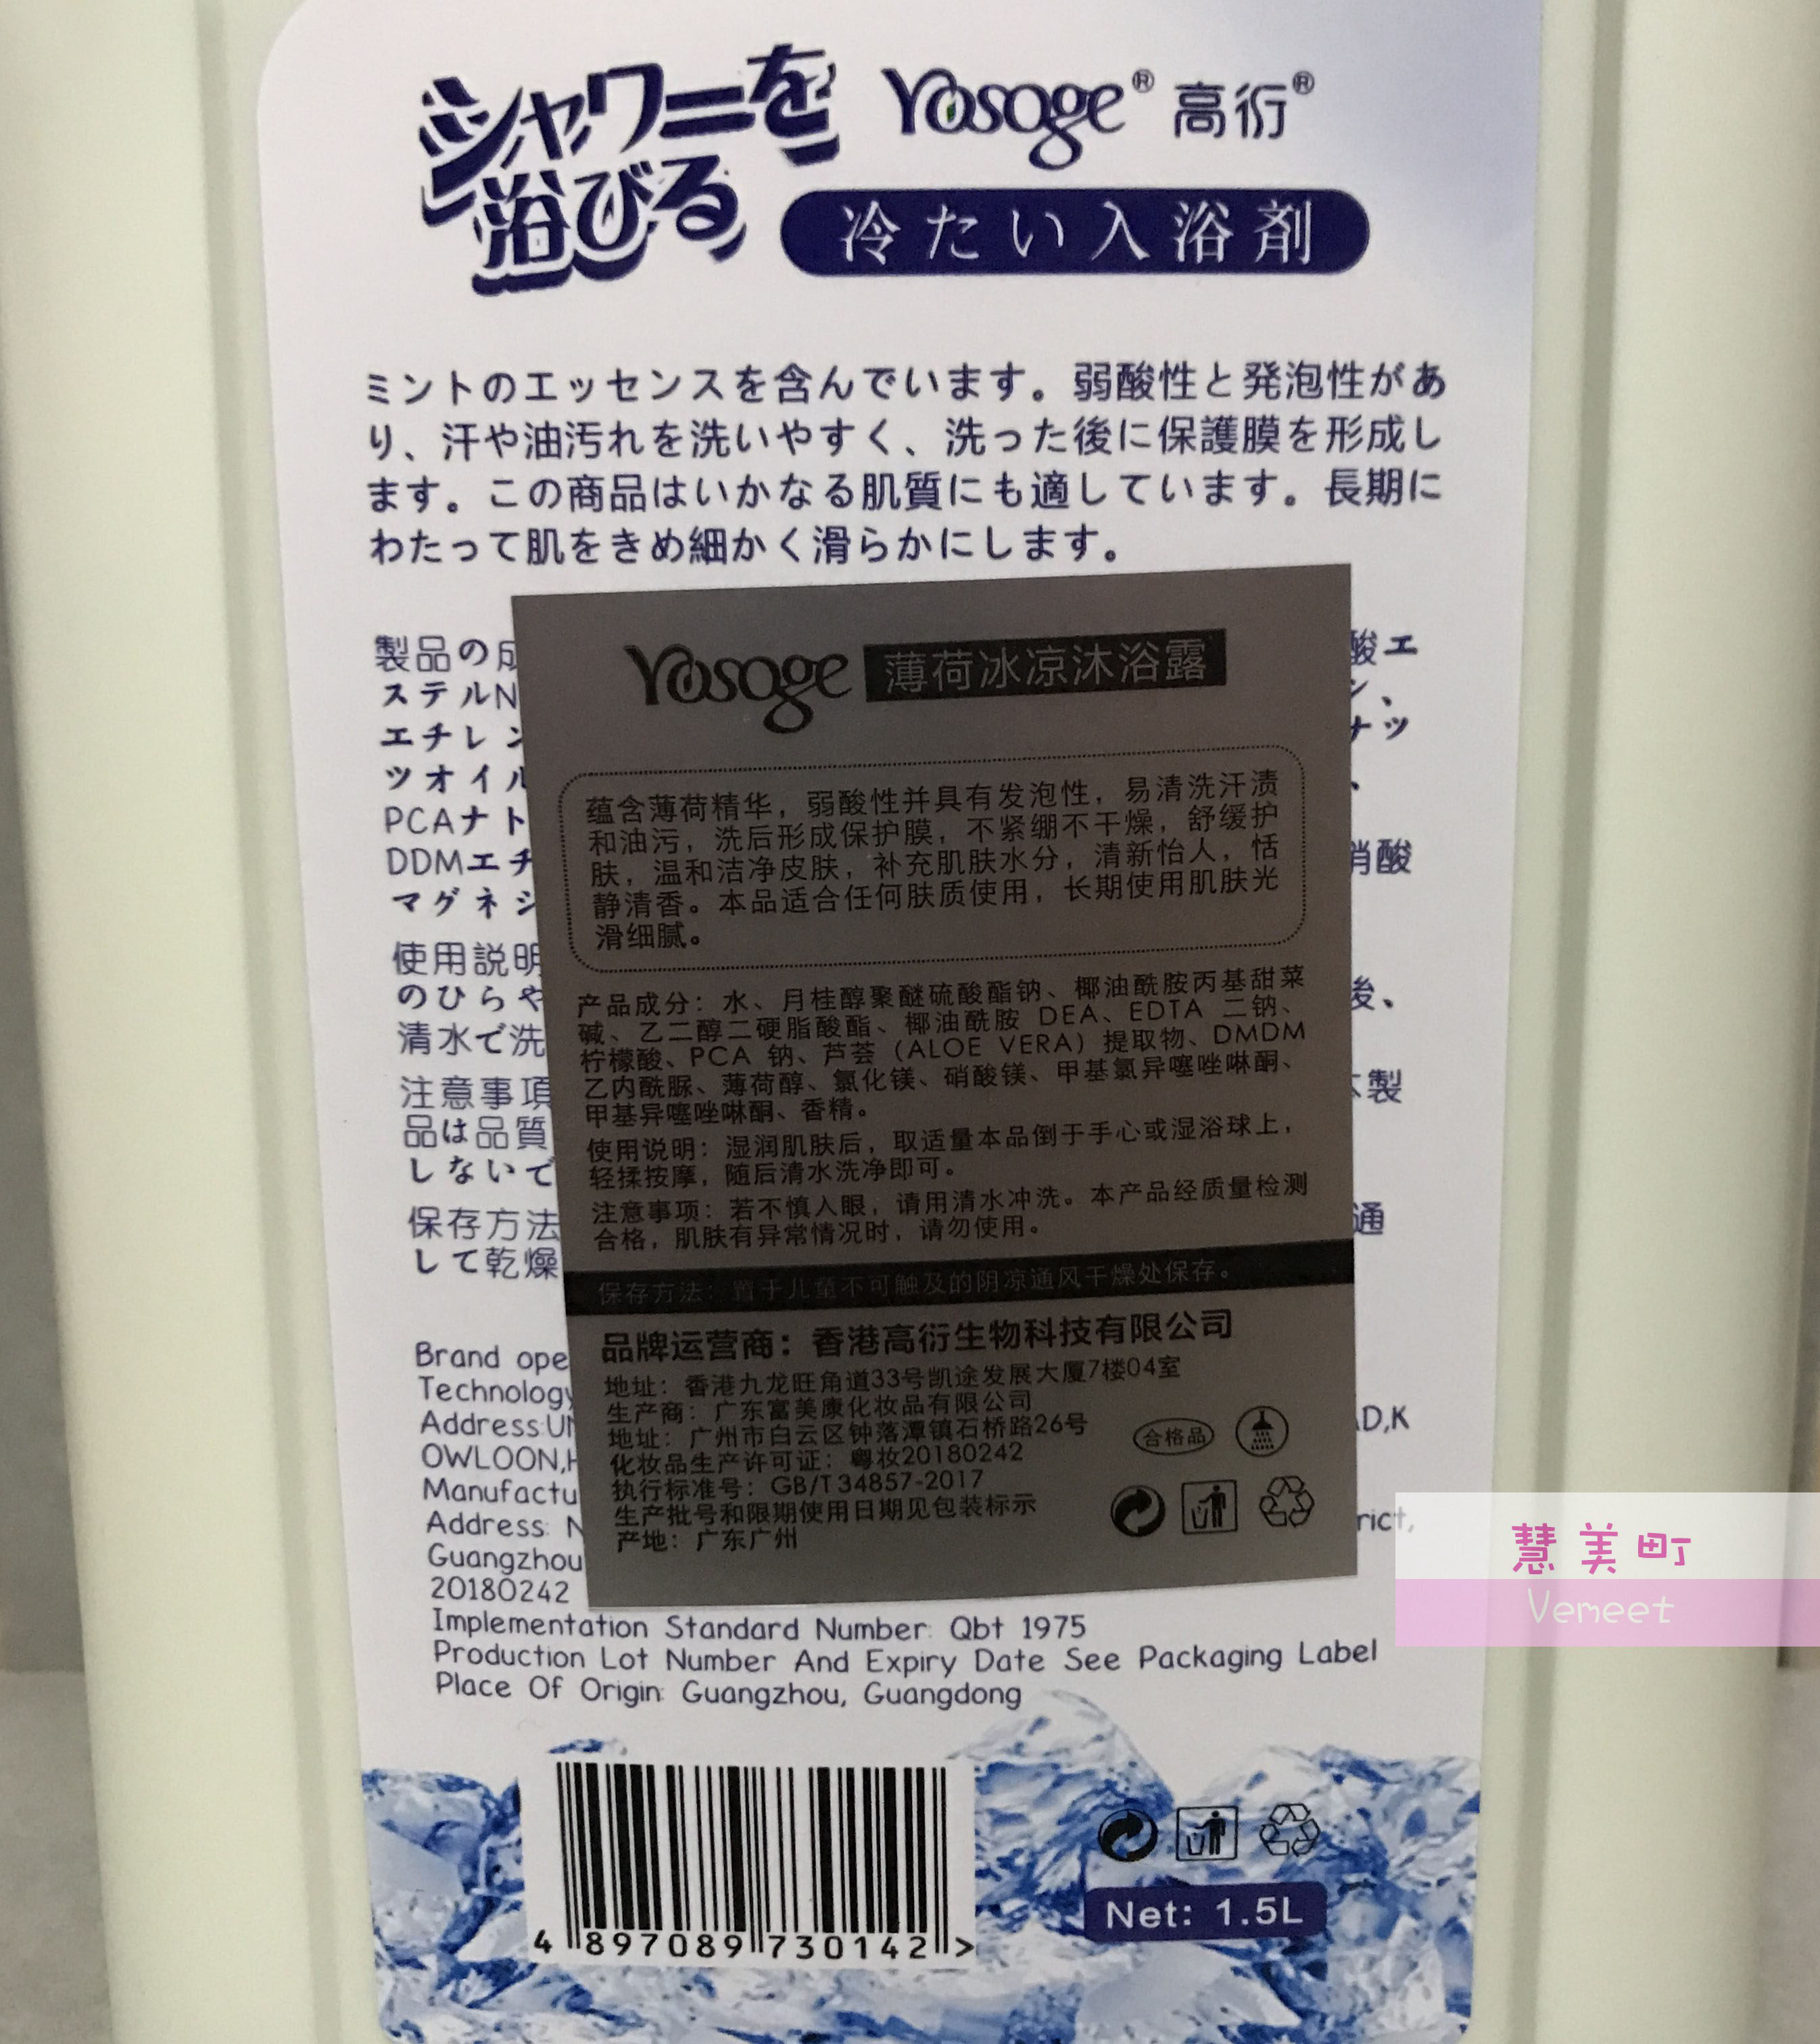 シャワーを
浴びる
Yosoge® 高衍®
冷たい入浴剤
ミントのエッセンスを含んでいます。弱酸性と発泡性があ
り、汗や油汚れを洗いやすく、洗った後に保護膜を形成し
ます。この商品はいかなる肌質にも適しています。長期に
わたって肌をきめ細かく滑らかにします。
製品の成
酸エ
ステルN
ン、
エチレン
ナッ
ツオイル
、
PCAナト
DDMエチ
硝酸
マグネシ
使用説明
のひらや
後、
清水で洗
注意事項
本製
品は品質
しないで
保存方法
通
して乾燥
Yosoge 薄荷冰凉沐浴露
蕴含薄荷精华，弱酸性并具有发泡性，易清洗汗渍
和油污，洗后形成保护膜，不紧绷不干燥，舒缓护
肤，温和洁净皮肤，补充肌肤水分，清新怡人，恬
静清香。本品适合任何肤质使用，长期使用肌肤光
滑细腻。
产品成分：水、月桂醇聚醚硫酸酯钠、椰油酰胺丙基甜菜
碱、乙二醇二硬脂酸酯、椰油酰胺 DEA、EDTA 二钠、
柠檬酸、PCA 钠、芦荟（ALOE VERA）提取物、DMDM
乙内酰脲、薄荷醇、氯化镁、硝酸镁、甲基氯异噻唑啉酮、
甲基异噻唑啉酮、香精。
使用说明：湿润肌肤后，取适量本品倒于手心或湿浴球上，
轻揉按摩，随后清水洗净即可。
注意事项：若不慎入眼，请用清水冲洗。本产品经质量检测
合格，肌肤有异常情况时，请勿使用。
保存方法：置于儿童不可触及的阴凉通风干燥处保存。
品牌运营商：香港高衍生物科技有限公司
地址：香港九龙旺角道33号凯途发展大厦7楼04室
生产商：广东富美康化妆品有限公司
地址：广州市白云区钟落潭镇石桥路26号
化妆品生产许可证：粤妆20180242
执行标准号：GB/T 34857-2017
生产批号和限期使用日期见包装标示
产地：广东广州
合格品
Brand ope
Technology
Address:UN
AD,K
OWLOON,H
Manufactu
Address: N
rict,
Guangzhou
20180242
Implementation Standard Number: Qbt 1975
Production Lot Number And Expiry Date See Packaging Label
Place Of Origin: Guangzhou, Guangdong
4 897089 730142 >
Net: 1.5L
慧美町
Vemeet